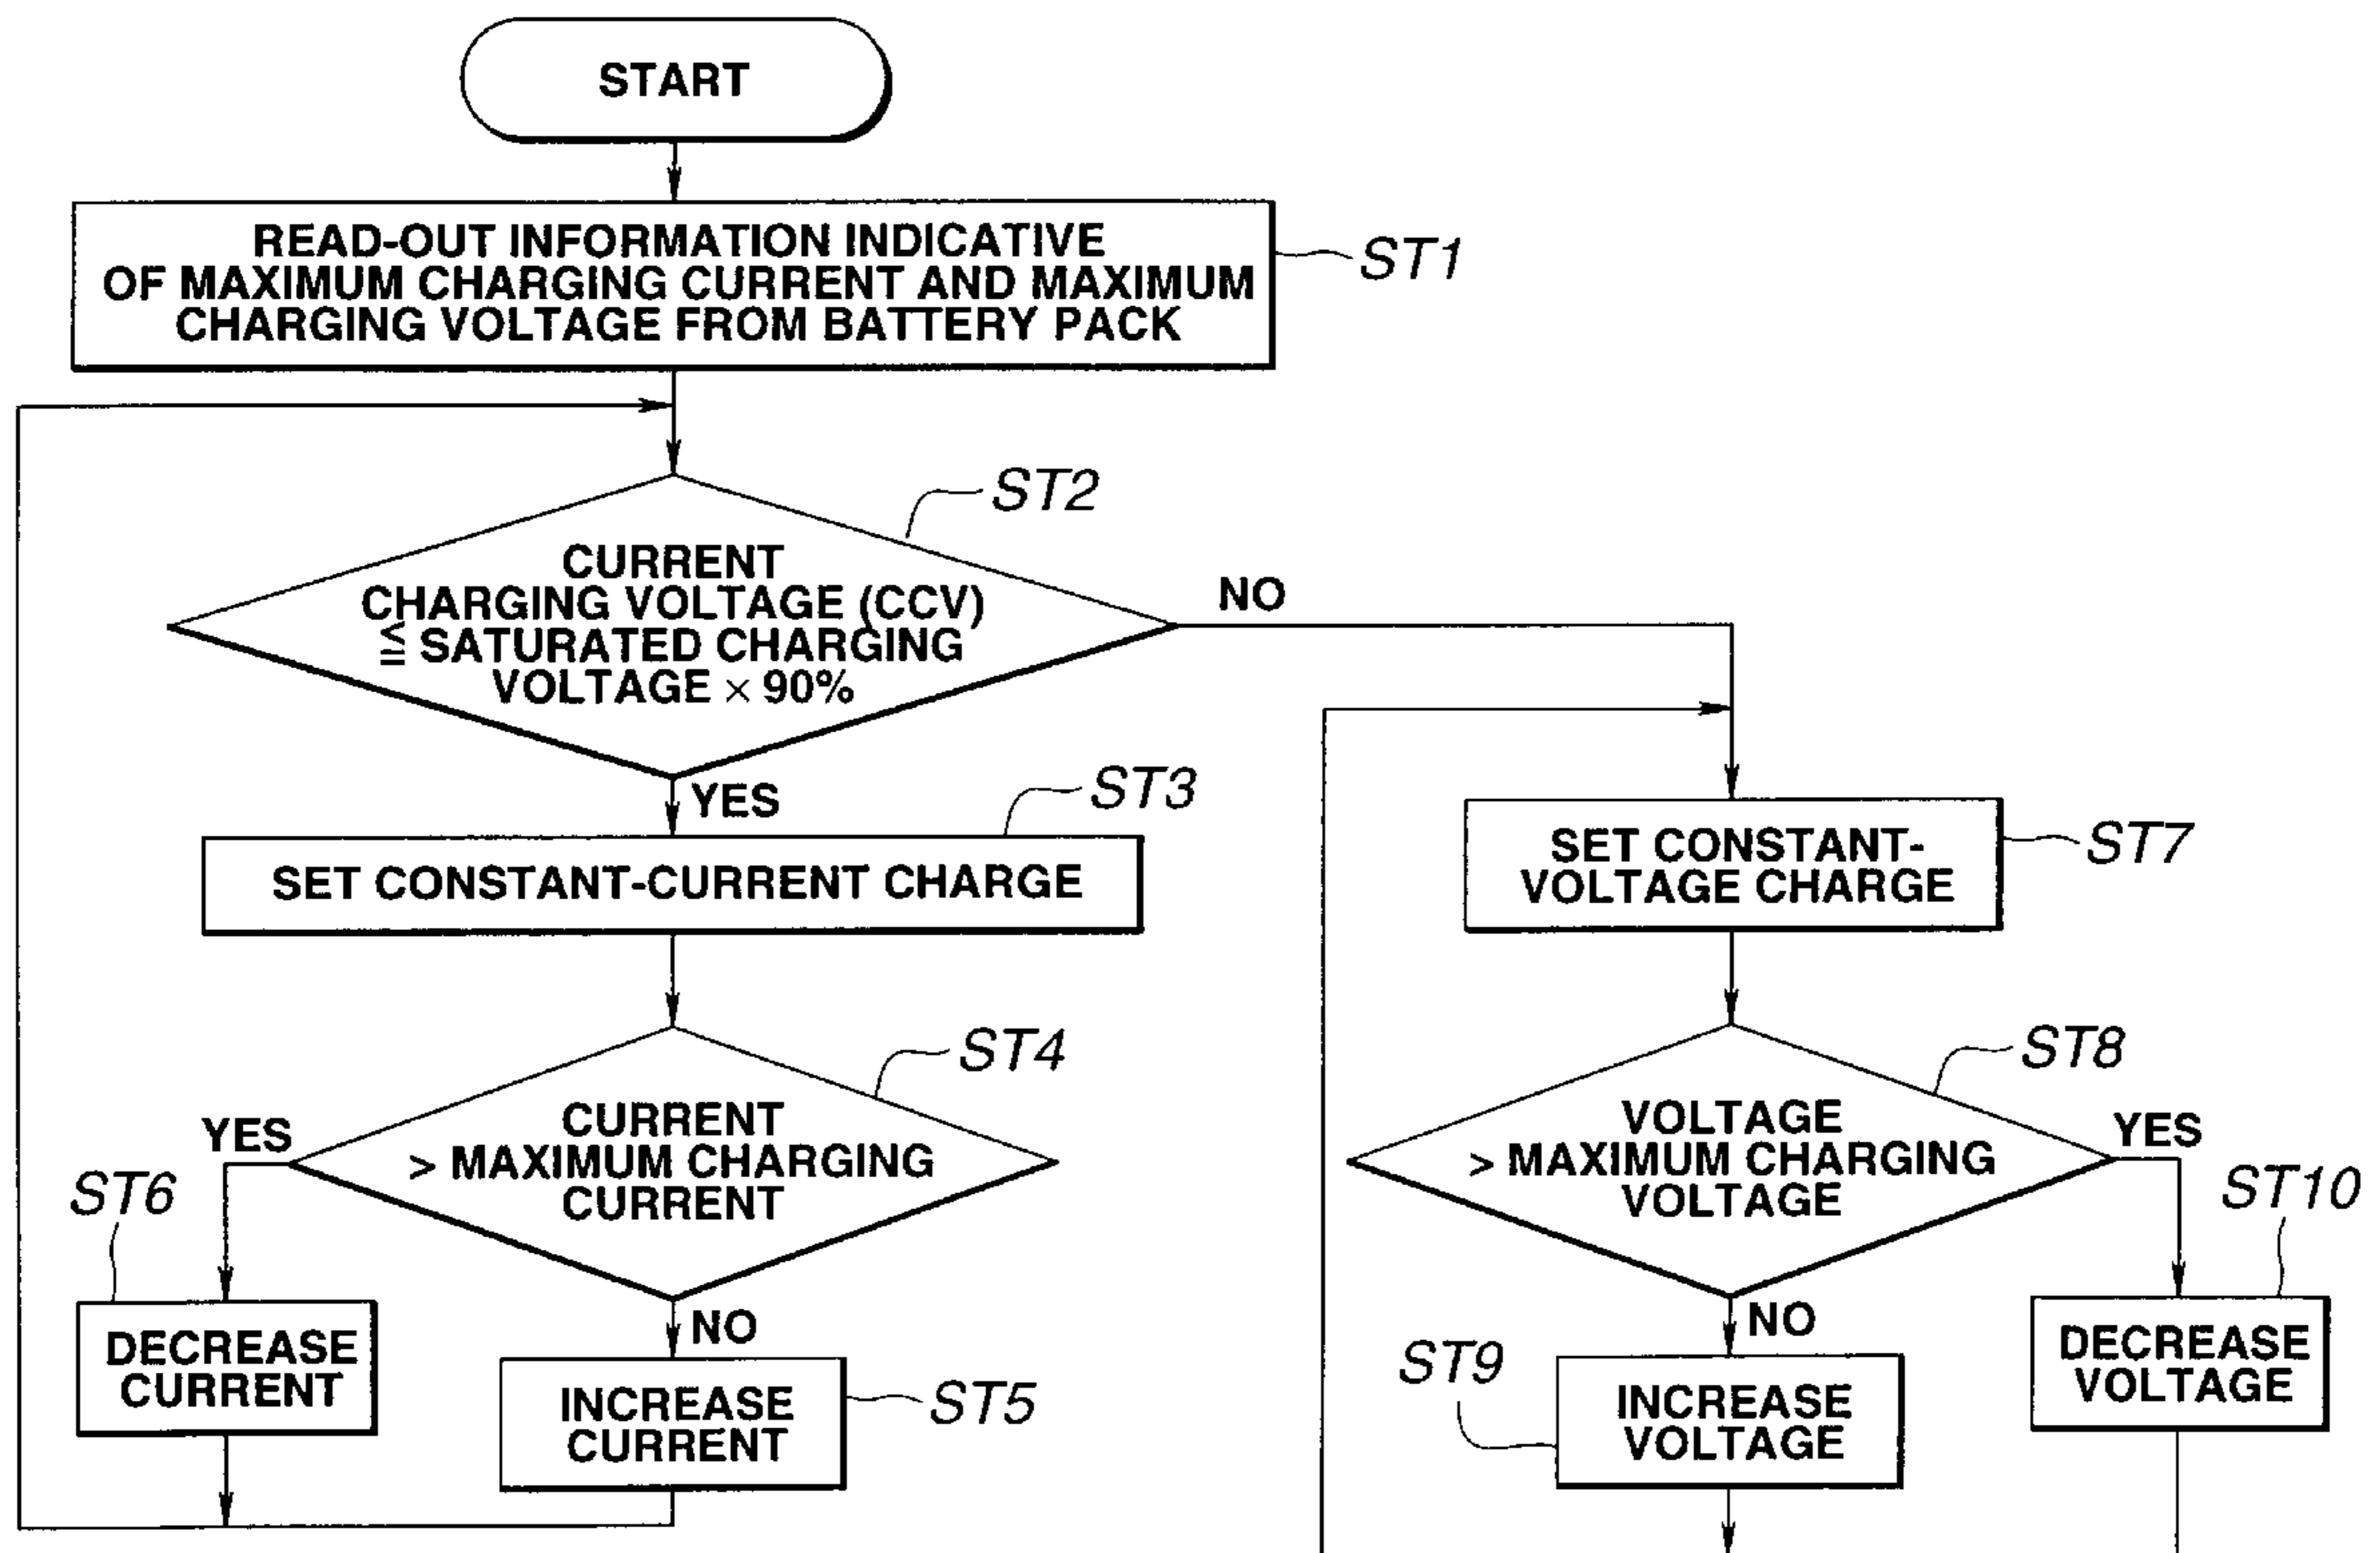 START
READ-OUT INFORMATION INDICATIVE
OF MAXIMUM CHARGING CURRENT AND MAXIMUM
CHARGING VOLTAGE FROM BATTERY PACK
ST1
ST2
CURRENT
CHARGING VOLTAGE (CCV)
≦ SATURATED CHARGING
VOLTAGE × 90%
NO
YES
ST3
SET CONSTANT-CURRENT CHARGE
ST4
CURRENT
> MAXIMUM CHARGING
CURRENT
YES
ST6
DECREASE
CURRENT
NO
INCREASE
CURRENT
ST5
SET CONSTANT-
VOLTAGE CHARGE
ST7
ST8
VOLTAGE
> MAXIMUM CHARGING
VOLTAGE
YES
ST10
DECREASE
VOLTAGE
NO
ST9
INCREASE
VOLTAGE